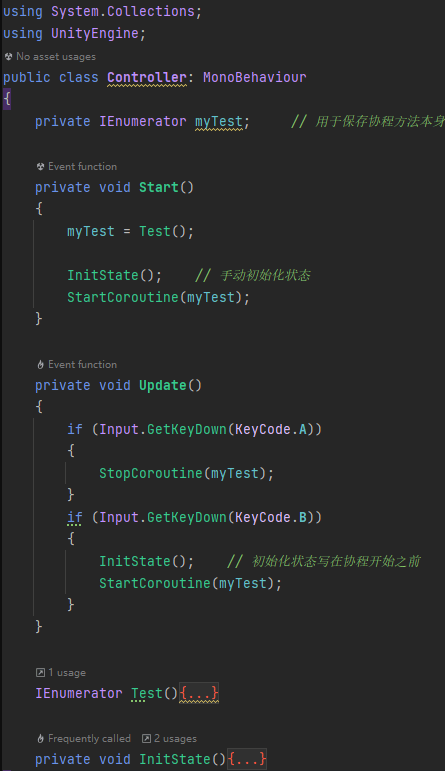 using System.Collections;
using UnityEngine;
No asset usages
public class Controller: MonoBehaviour
{
private IEnumerator myTest; // 用于保存协程方法本身
Event function
private void Start()
{
myTest = Test();
InitState(); // 手动初始化状态
StartCoroutine(myTest);
}
Event function
private void Update()
{
if (Input.GetKeyDown(KeyCode.A))
{
StopCoroutine(myTest);
}
if (Input.GetKeyDown(KeyCode.B))
{
InitState(); // 初始化状态写在协程开始之前
StartCoroutine(myTest);
}
}
1 usage
IEnumerator Test(){...}
Frequently called 2 usages
private void InitState(){...}